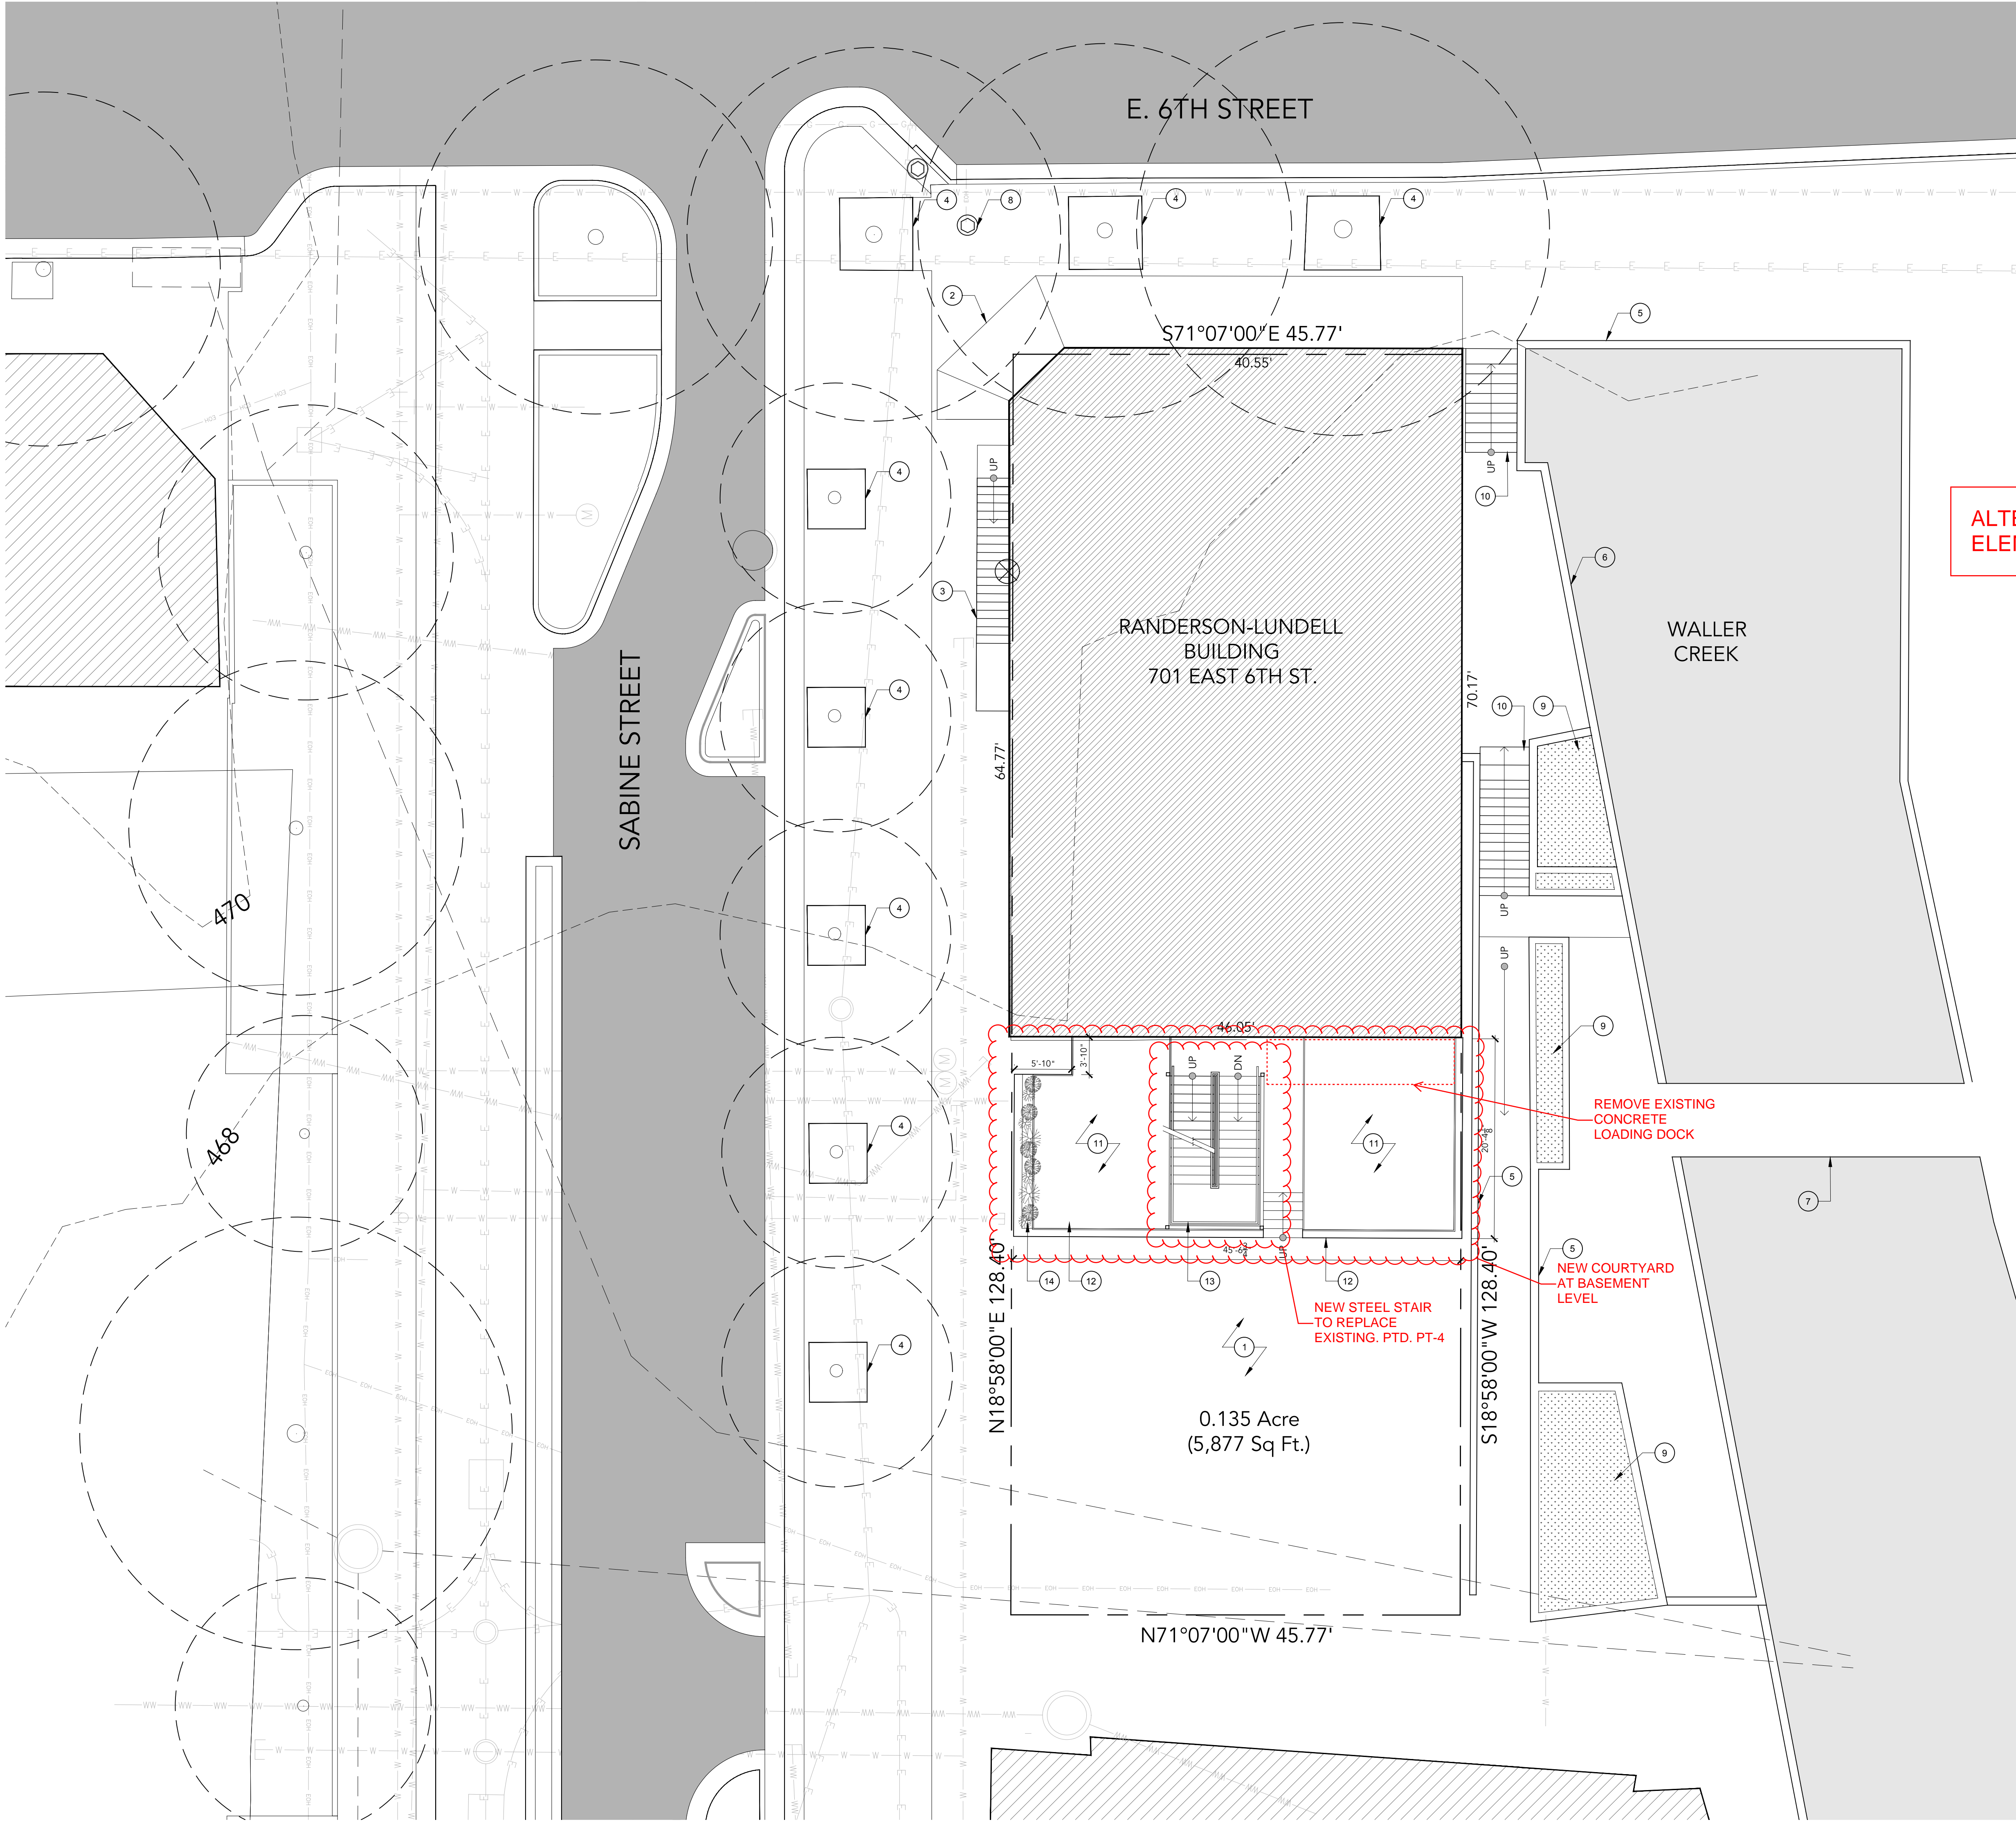 E. 6TH STREET
4
8
4
4
2
5
S71°07'00"E 45.77'
40.55'
UP
4
UP
10
ALTE
ELE
6
3
RANDERSON-LUNDELL
BUILDING
701 EAST 6TH ST.
WALLER
CREEK
SABINE STREET
4
70.17'
10
9
64.77'
4
UP
470
UP
9
46.05'
5'-10"
3'-10"
UP
DN
REMOVE EXISTING
CONCRETE
LOADING DOCK
4
468
11
11
5
7
14
12
13
UP
12
5
NEW COURTYARD
AT BASEMENT
LEVEL
NEW STEEL STAIR
TO REPLACE
EXISTING. PTD. PT-4
4
1
N18°58'00"E 128.40'
S18°58'00"W 128.40'
0.135 Acre
(5,877 Sq Ft.)
9
N71°07'00"W 45.77'